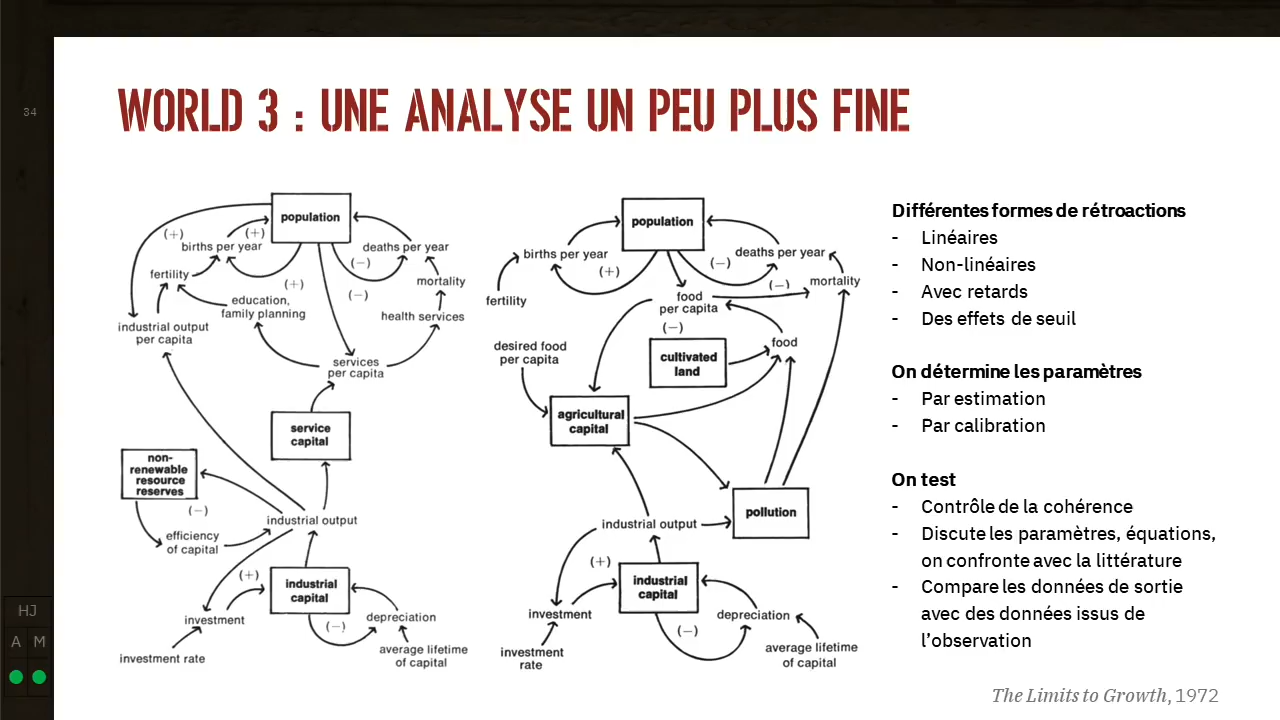 34
WORLD 3 : UNE ANALYSE UN PEU PLUS FINE
population
(+)
(+)
births per year
deaths per year
(−)
fertility
(+)
(−)
mortality
education,
family planning
health services
industrial output
per capita
services
per capita
service
capital
non-
renewable
resource
reserves
(−)
industrial output
efficiency
of capital
(+)
industrial
capital
investment
(−)
depreciation
investment rate
average lifetime
of capital
population
births per year
deaths per year
(+)
(−)
(−)
mortality
fertility
food
per capita
(−)
food
desired food
per capita
cultivated
land
agricultural
capital
pollution
industrial output
(+)
industrial
capital
investment
depreciation
(−)
investment
rate
average lifetime
of capital
Différentes formes de rétroactions
- Linéaires
- Non-linéaires
- Avec retards
- Des effets de seuil
On détermine les paramètres
- Par estimation
- Par calibration
On test
- Contrôle de la cohérence
- Discute les paramètres, équations,
on confronte avec la littérature
- Compare les données de sortie
avec des données issus de
l’observation
The Limits to Growth, 1972
HJ
A M